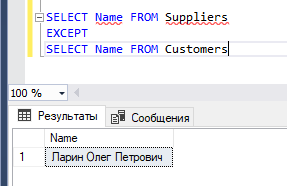 SELECT Name FROM Suppliers
EXCEPT
SELECT Name FROM Customers
100 %
Результаты Сообщения
Name
1 Ларин Олег Петрович